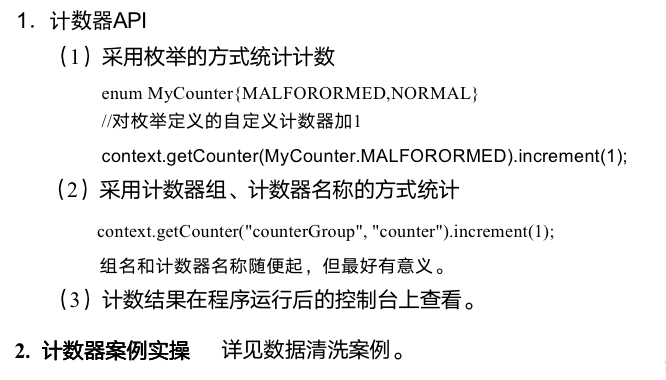 1．计数器API
（1）采用枚举的方式统计计数
enum MyCounter{MALFORORMED,NORMAL}
//对枚举定义的自定义计数器加1
context.getCounter(MyCounter.MALFORORMED).increment(1);
（2）采用计数器组、计数器名称的方式统计
context.getCounter("counterGroup", "counter").increment(1);
组名和计数器名称随便起，但最好有意义。
（3）计数结果在程序运行后的控制台上查看。
2. 计数器案例实操 详见数据清洗案例。